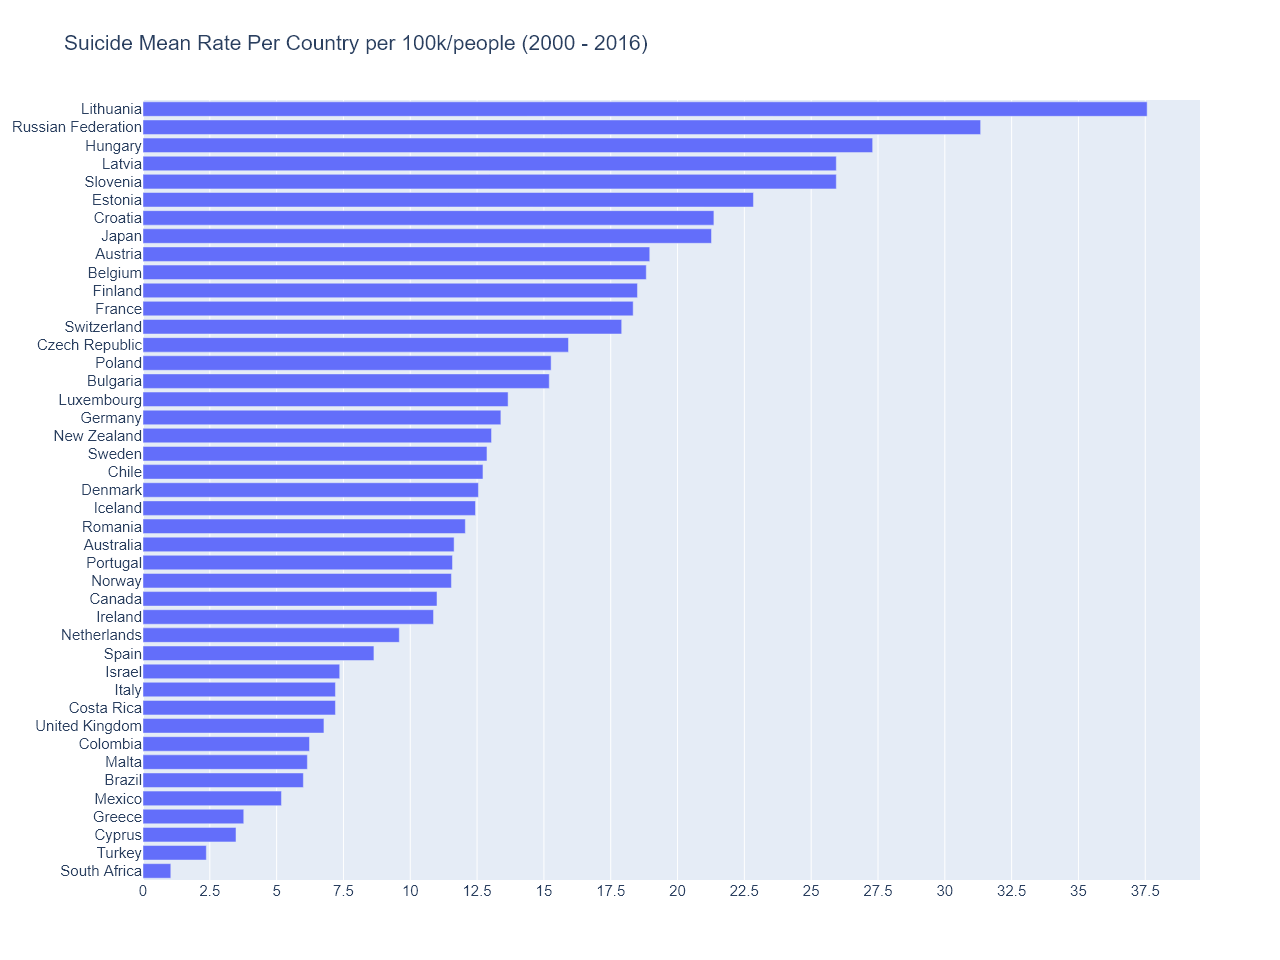 Suicide Mean Rate Per Country per 100k/people (2000 - 2016)
Lithuania
Russian Federation
Hungary
Latvia
Slovenia
Estonia
Croatia
Japan
Austria
Belgium
Finland
France
Switzerland
Czech Republic
Poland
Bulgaria
Luxembourg
Germany
New Zealand
Sweden
Chile
Denmark
Iceland
Romania
Australia
Portugal
Norway
Canada
Ireland
Netherlands
Spain
Israel
Italy
Costa Rica
United Kingdom
Colombia
Malta
Brazil
Mexico
Greece
Cyprus
Turkey
South Africa
0 2.5 5 7.5 10 12.5 15 17.5 20 22.5 25 27.5 30 32.5 35 37.5